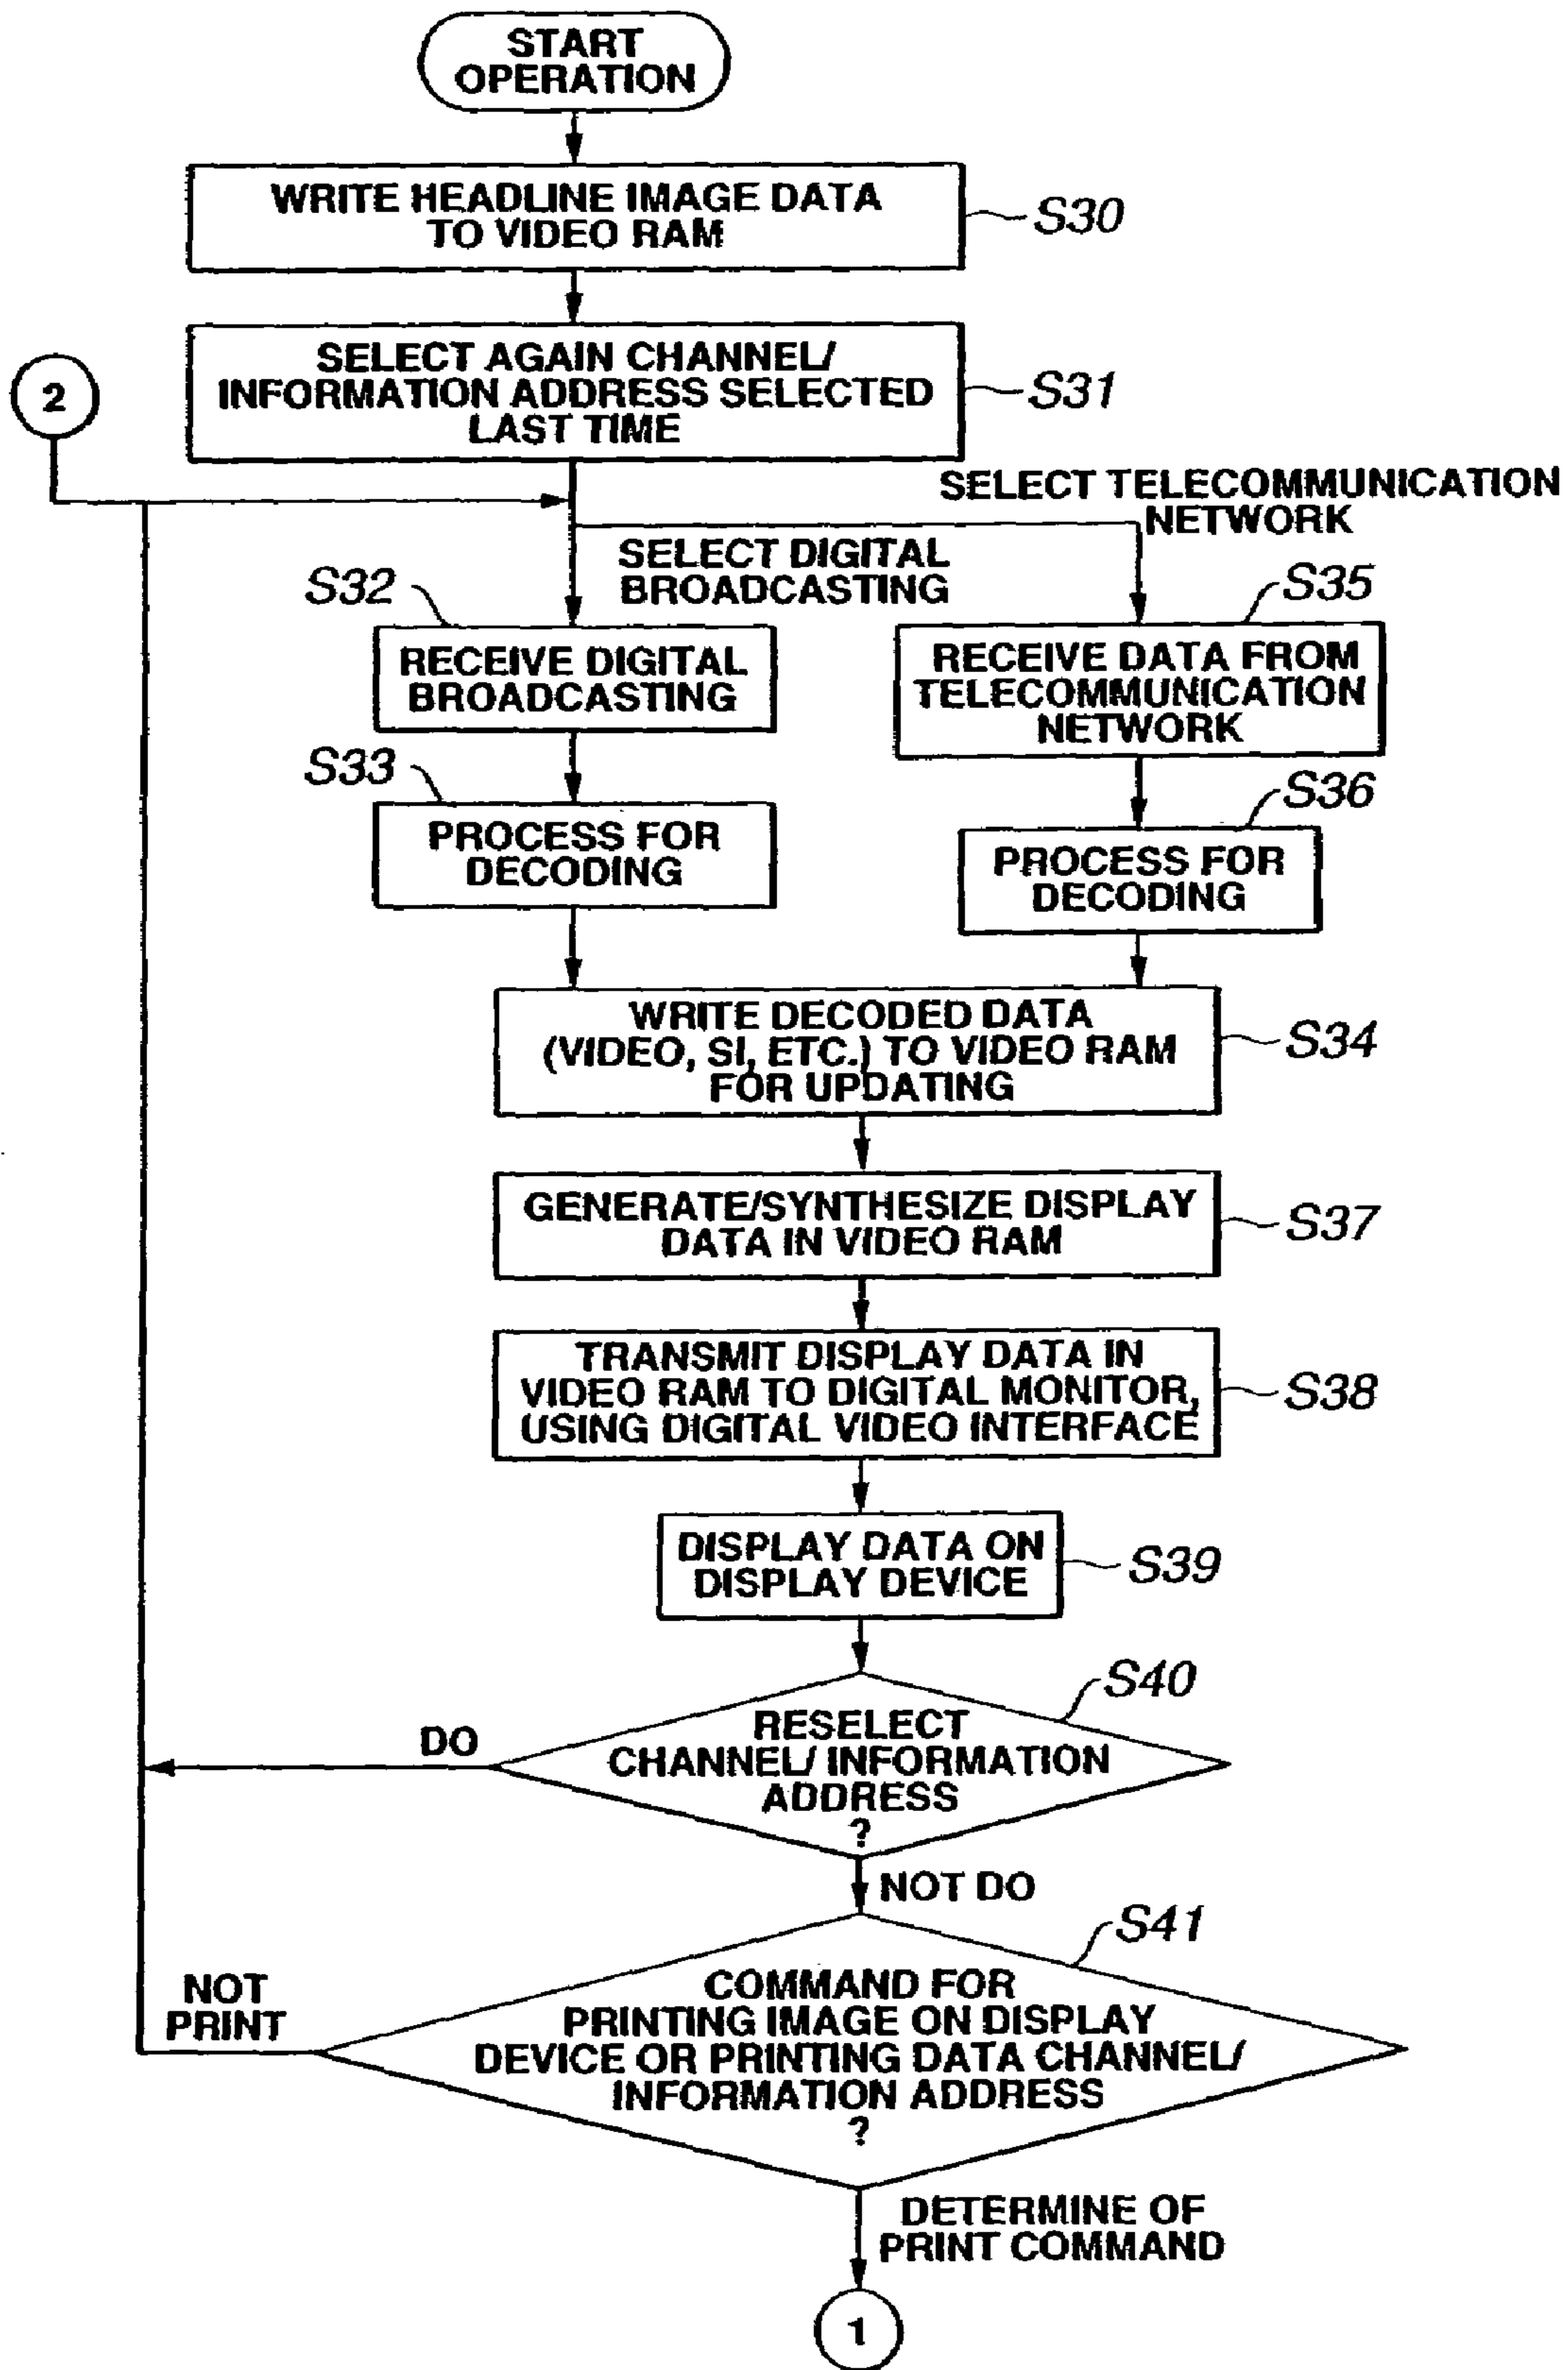 START
OPERATION
WRITE HEADLINE IMAGE DATA
TO VIDEO RAM
S30
SELECT AGAIN CHANNEL/
INFORMATION ADDRESS SELECTED
LAST TIME
S31
2
SELECT TELECOMMUNICATION
NETWORK
SELECT DIGITAL
BROADCASTING
S32
RECEIVE DIGITAL
BROADCASTING
S35
RECEIVE DATA FROM
TELECOMMUNICATION
NETWORK
S33
PROCESS FOR
DECODING
S36
PROCESS FOR
DECODING
WRITE DECODED DATA
(VIDEO, SI, ETC.) TO VIDEO RAM
FOR UPDATING
S34
GENERATE/SYNTHESIZE DISPLAY
DATA IN VIDEO RAM
S37
TRANSMIT DISPLAY DATA IN
VIDEO RAM TO DIGITAL MONITOR,
USING DIGITAL VIDEO INTERFACE
S38
DISPLAY DATA ON
DISPLAY DEVICE
S39
S40
RESELECT
CHANNEL/ INFORMATION
ADDRESS
?
DO
NOT DO
S41
COMMAND FOR
PRINTING IMAGE ON DISPLAY
DEVICE OR PRINTING DATA CHANNEL/
INFORMATION ADDRESS
?
NOT
PRINT
DETERMINE OF
PRINT COMMAND
1